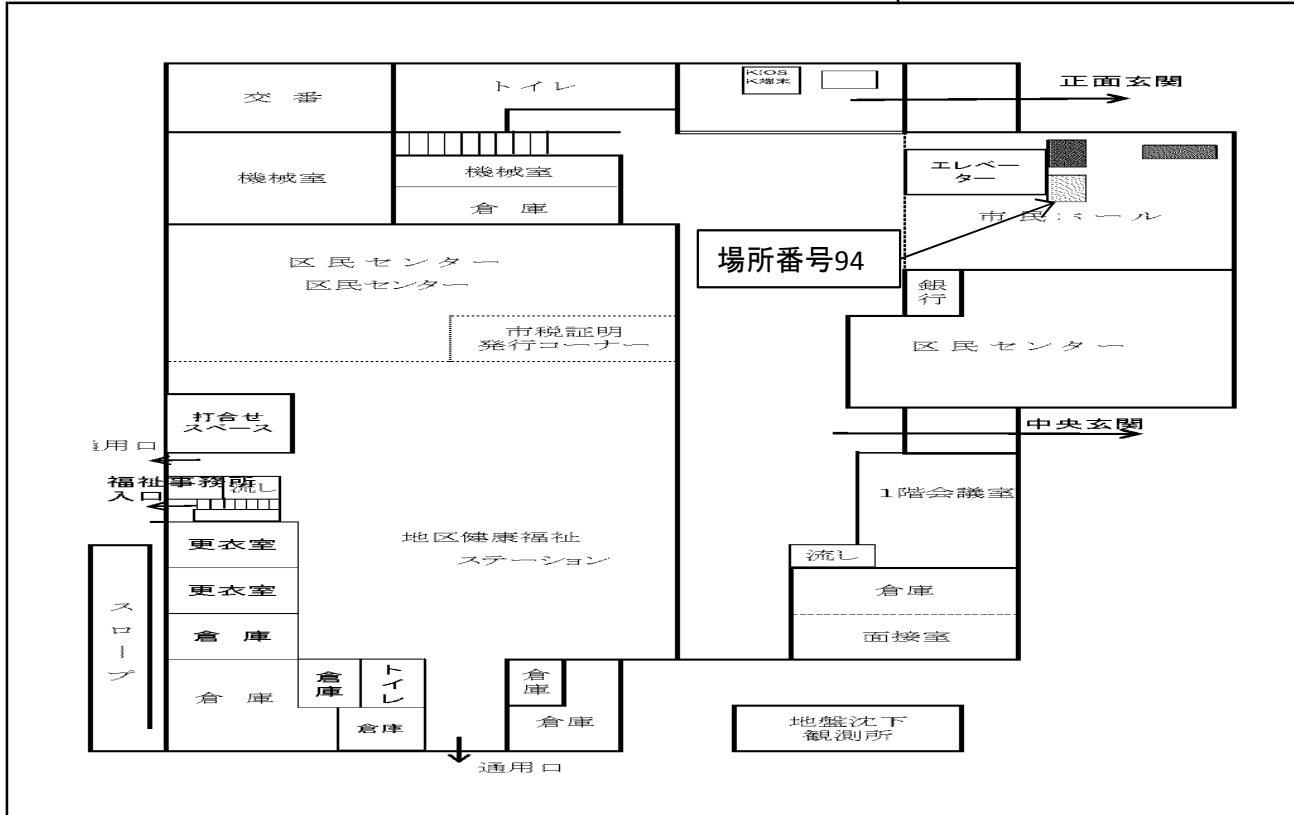 交 番
トイレ
KIOS
K端末
正面玄関
機械室
機械室
倉 庫
エレベー
ター
市民ホール
場所番号94
区民センター
区民センター
銀
行
市税証明
発行コーナー
区民センター
打合せ
スペース
中央玄関
用口
福祉事務所
入口
流し
1階会議室
更衣室
地区健康福祉
ステーション
流し
更衣室
倉庫
スロープ
倉 庫
面接室
倉 庫
倉
庫
トイレ
倉
庫
倉庫
倉庫
地盤沈下
観測所
通用口